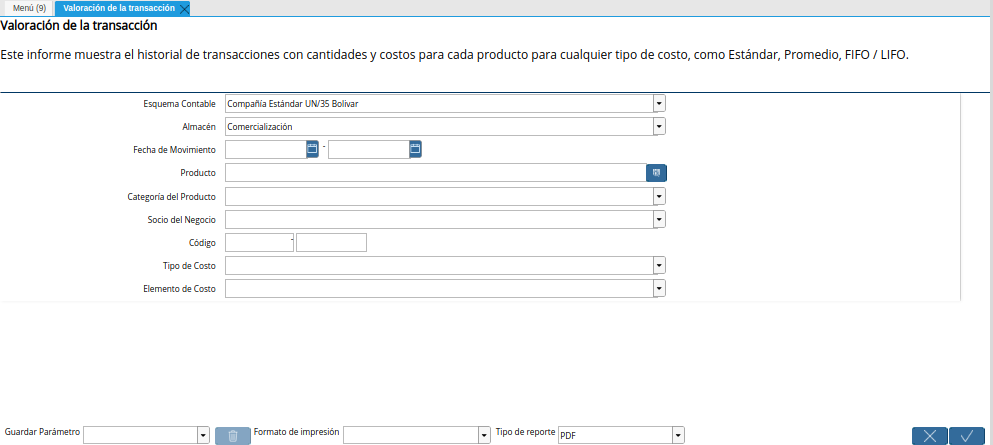 Menú (9) Valoración de la transacción
Valoración de la transacción
Este informe muestra el historial de transacciones con cantidades y costos para cada producto para cualquier tipo de costo, como Estándar, Promedio, FIFO / LIFO.
Esquema Contable Compañía Estándar UN/35 Bolivar
Almacén Comercialización
Fecha de Movimiento -
Producto
Categoría del Producto
Socio del Negocio
Código -
Tipo de Costo
Elemento de Costo
Guardar Parámetro Formato de impresión Tipo de reporte PDF